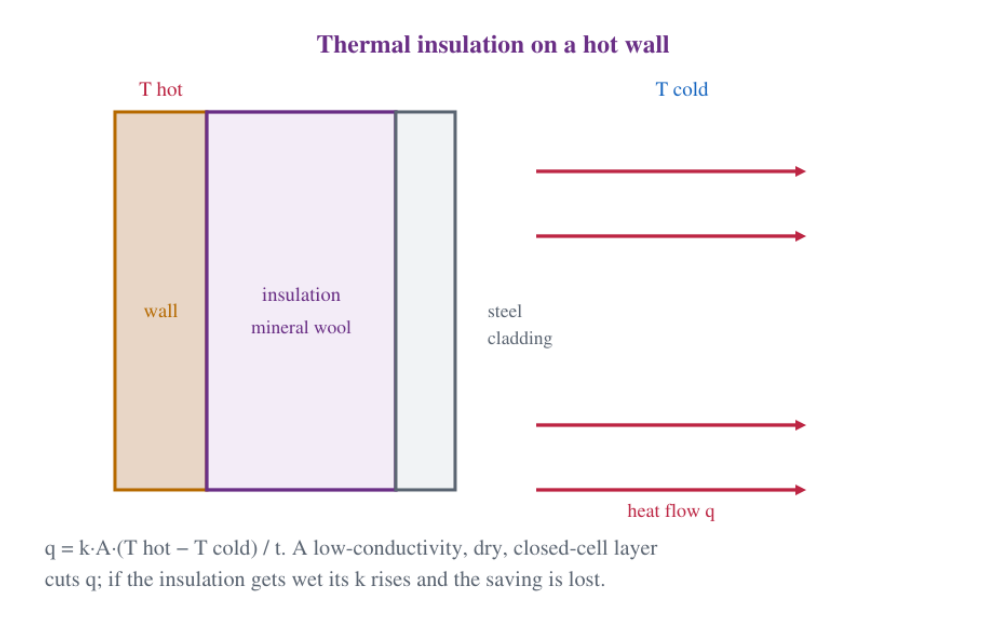 Thermal insulation on a hot wall
T hot
T cold
insulation
wall
mineral wool
steel
cladding
heat flow q
q = k·A·(T hot − T cold) / t. A low-conductivity, dry, closed-cell layer
cuts q; if the insulation gets wet its k rises and the saving is lost.